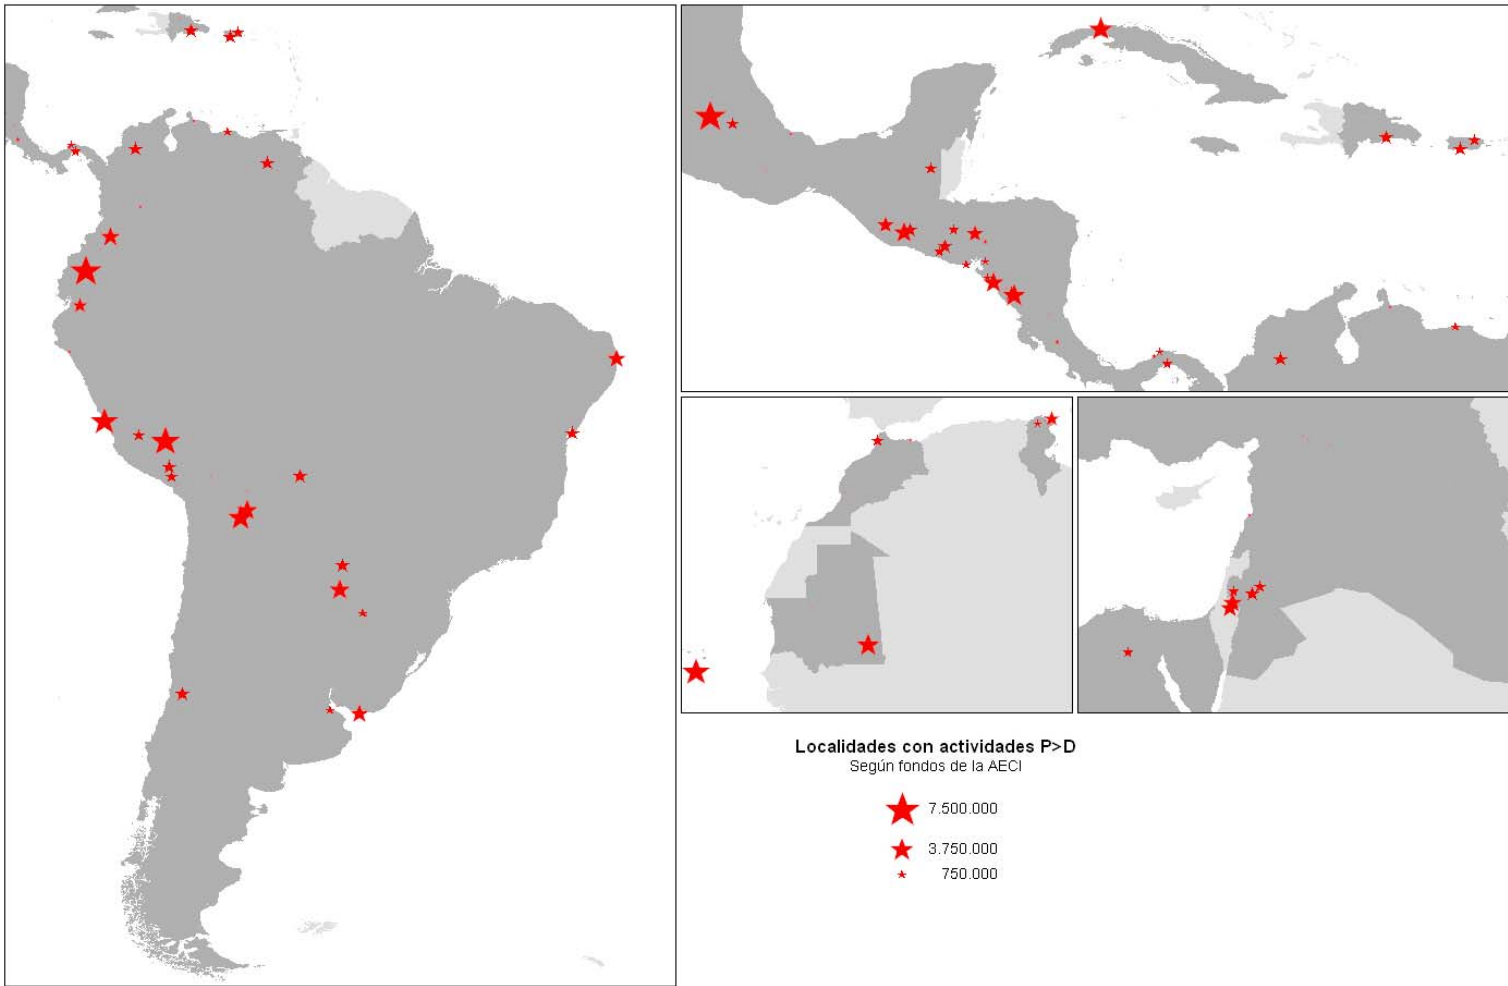 Localidades con actividades P>D
Según fondos de la AECI
7.500.000
3.750.000
750.000